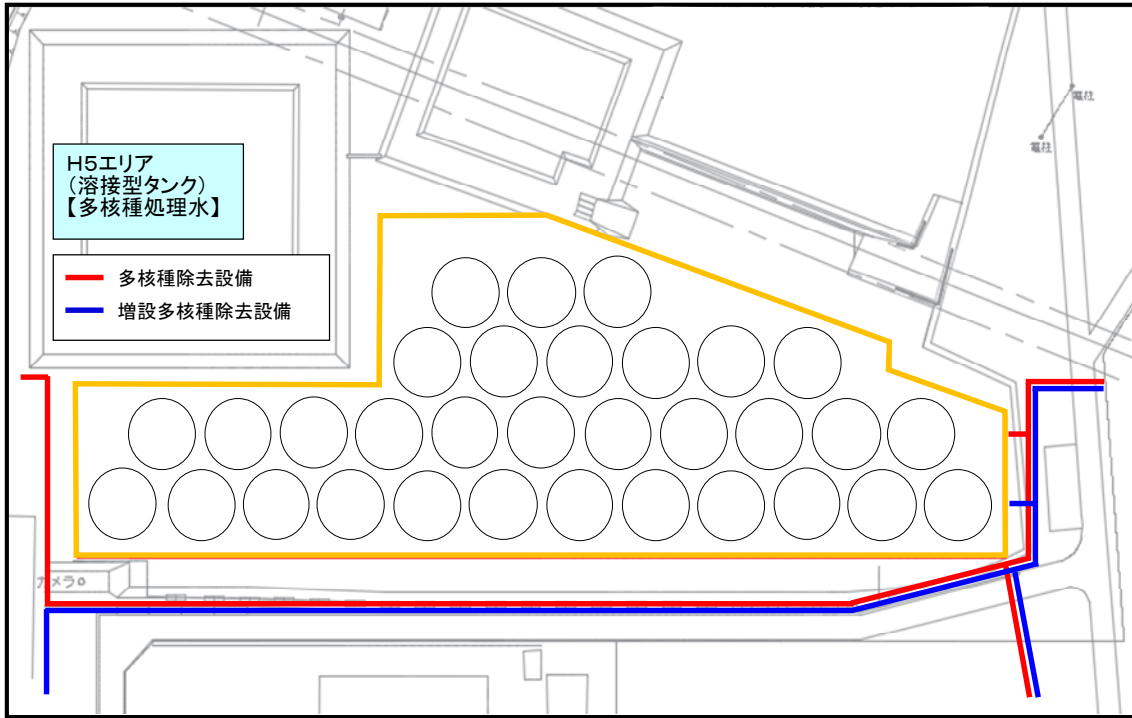 H5エリア
(溶接型タンク)
【多核種処理水】
多核種除去設備
増設多核種除去設備
電柱
電柱
カメラ